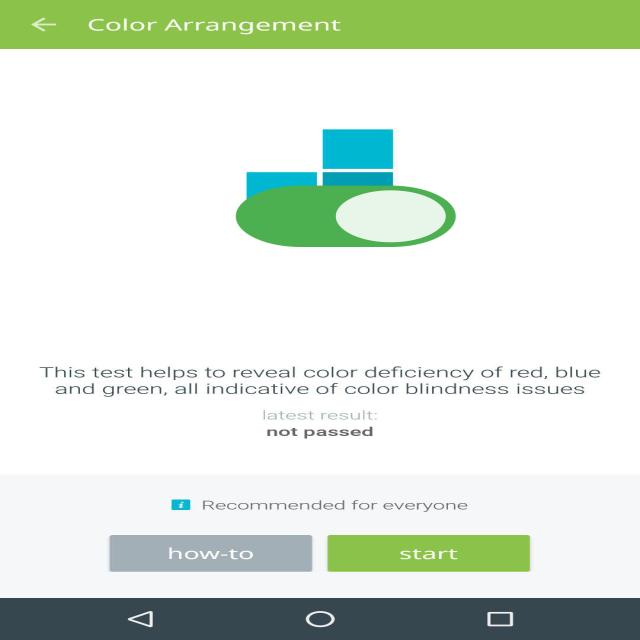 Color Arrangement
This test helps to reveal color deficiency of red, blue
and green, all indicative of color blindness issues
latest result:
not passed
i Recommended for everyone
how-to
start